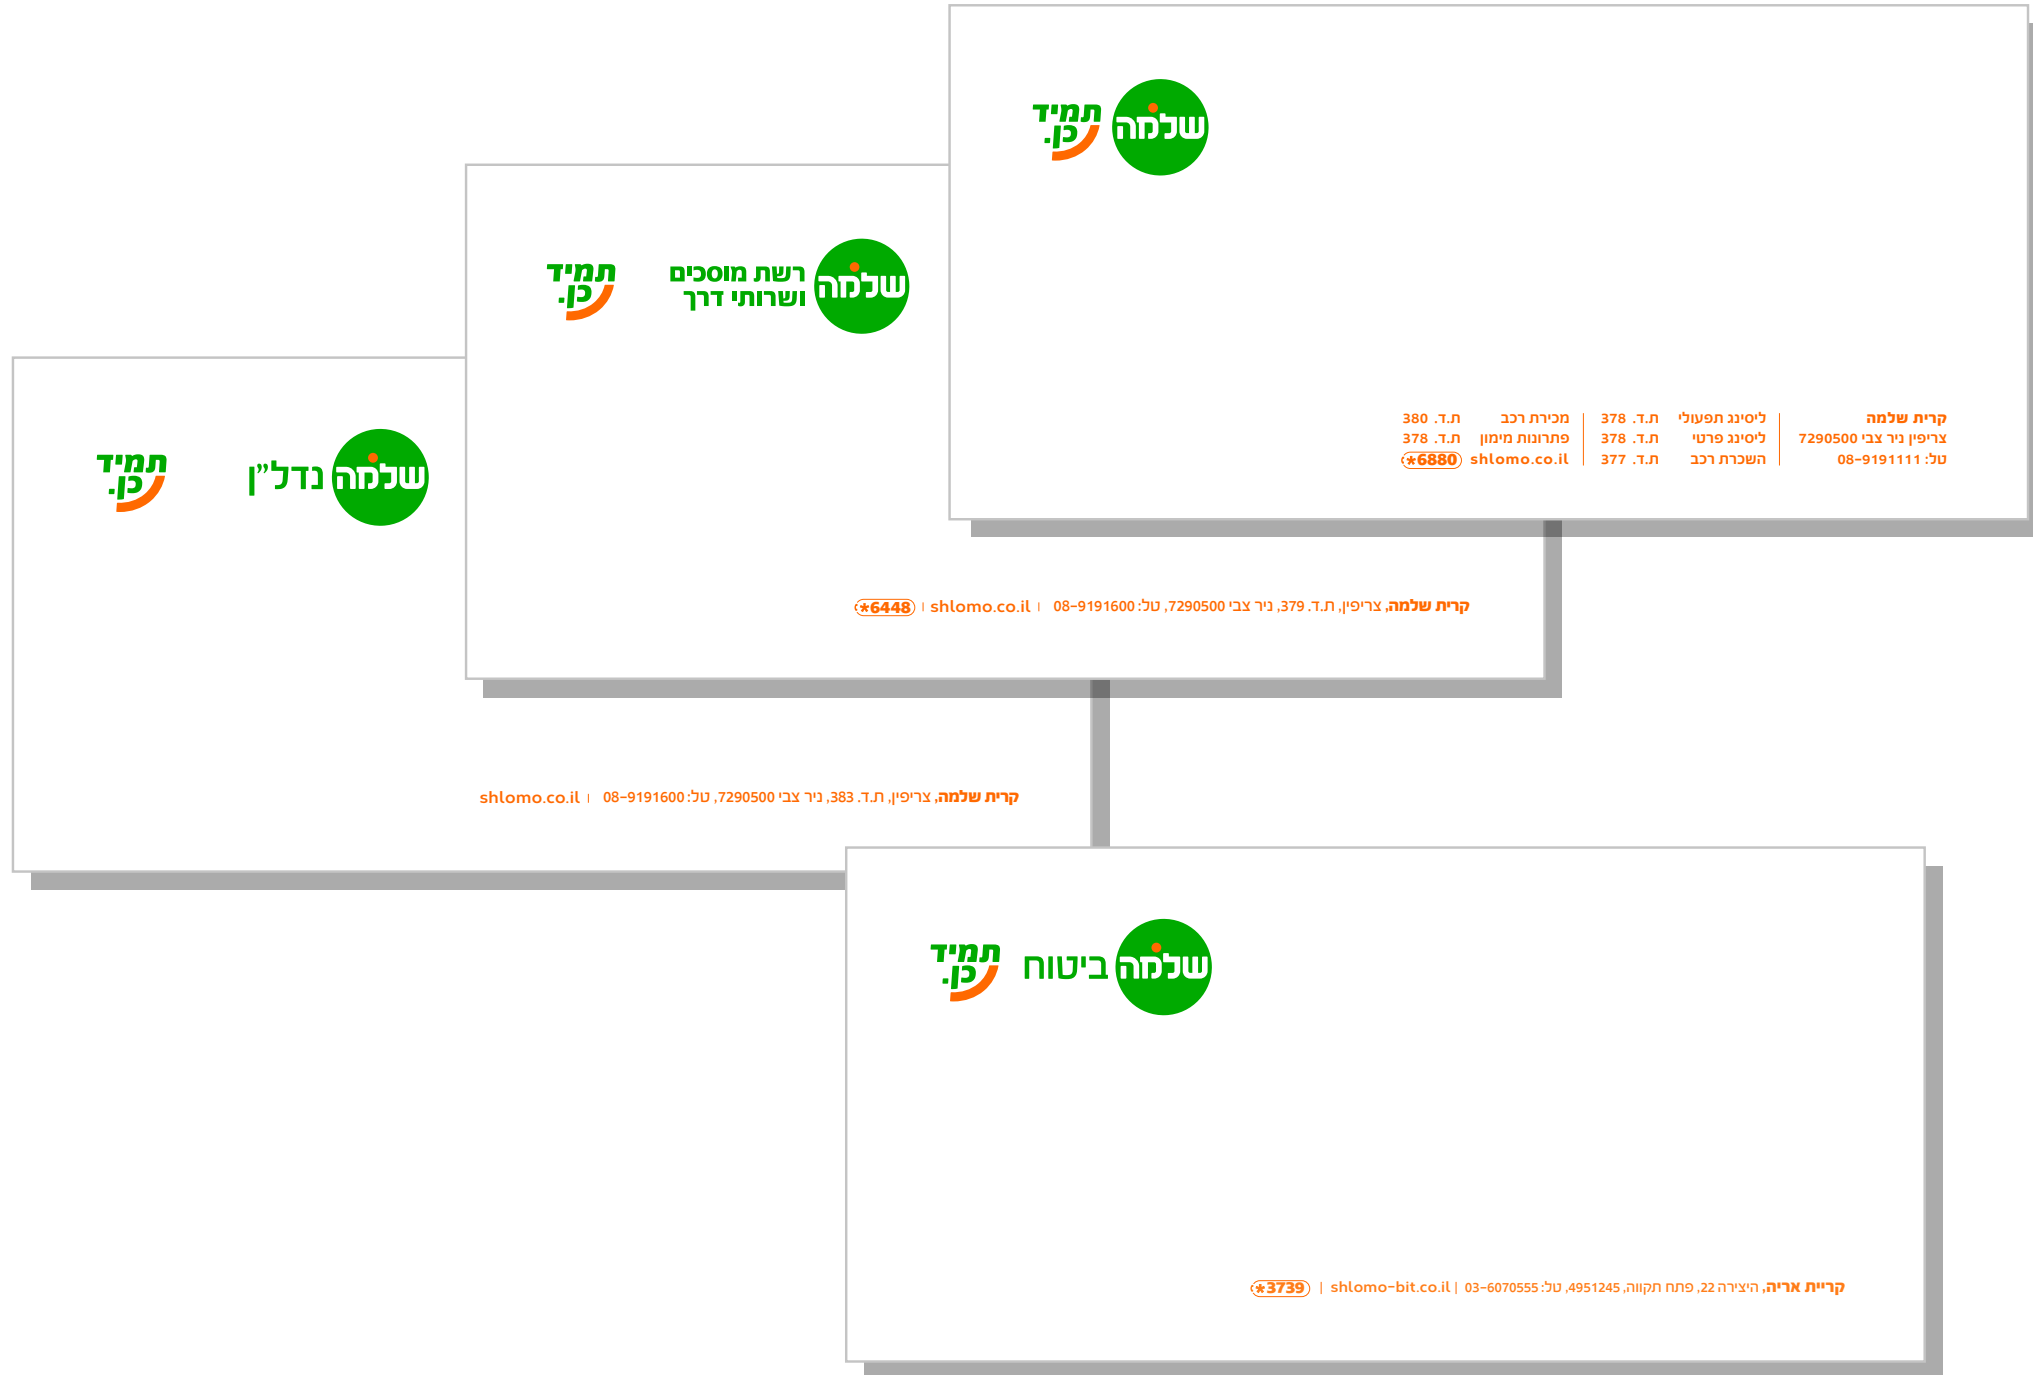 שלמה
תמיד
כן.
קרית שלמה
צריפין ניר צבי 7290500
טל: 08-9191111
ליסינג תפעולי ת.ד. 378
ליסינג פרטי ת.ד. 378
השכרת רכב ת.ד. 377
מכירת רכב ת.ד. 380
פתרונות מימון ת.ד. 378
shlomo.co.il *6880
שלמה
רשת מוסכים
ושרותי דרך
תמיד
כן.
קרית שלמה, צריפין, ת.ד. 379, ניר צבי 7290500, טל: 08-9191600 | shlomo.co.il | *6448
שלמה
נדל"ן
תמיד
כן.
קרית שלמה, צריפין, ת.ד. 383, ניר צבי 7290500, טל: 08-9191600 | shlomo.co.il
שלמה
ביטוח
תמיד
כן.
קריית אריה, היצירה 22, פתח תקווה, 4951245, טל: 03-6070555 | shlomo-bit.co.il | *3739